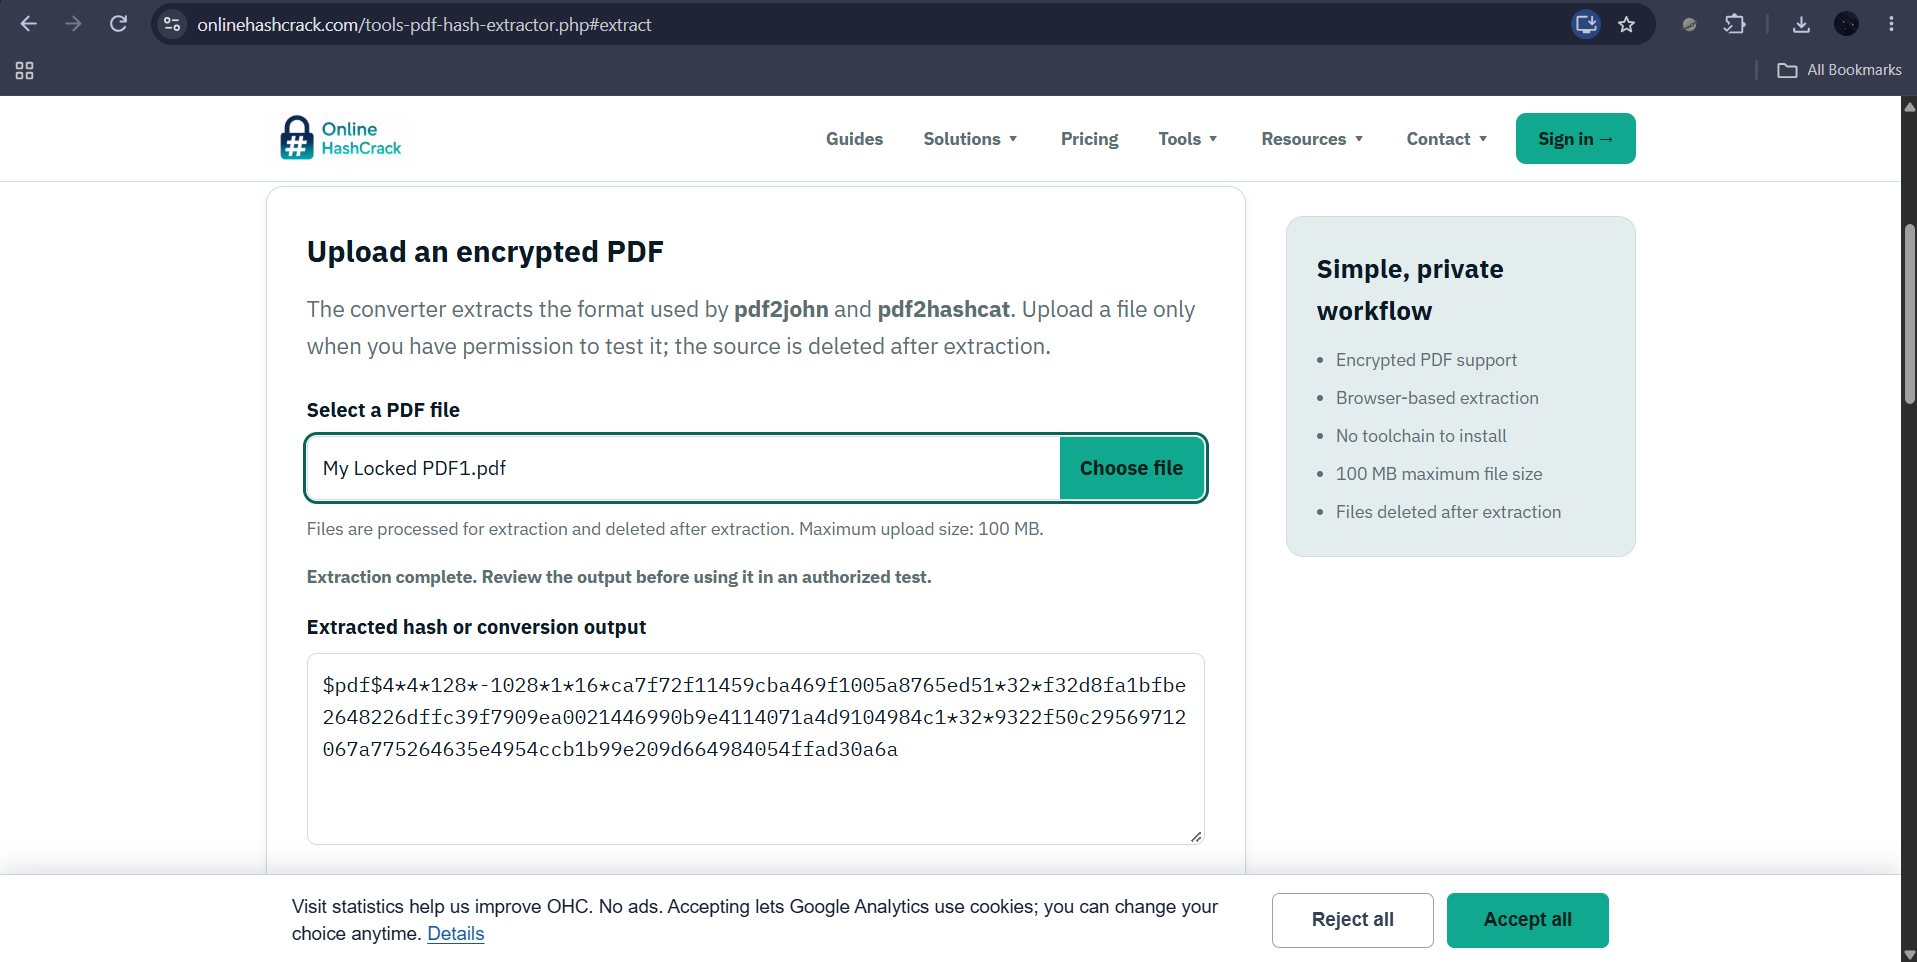 onlinehashcrack.com/tools-pdf-hash-extractor.php#extract
All Bookmarks
Online
HashCrack
Guides
Solutions
Pricing
Tools
Resources
Contact
Sign in →
Upload an encrypted PDF
The converter extracts the format used by pdf2john and pdf2hashcat. Upload a file only
when you have permission to test it; the source is deleted after extraction.
Select a PDF file
My Locked PDF1.pdf
Choose file
Files are processed for extraction and deleted after extraction. Maximum upload size: 100 MB.
Extraction complete. Review the output before using it in an authorized test.
Extracted hash or conversion output
$pdf$4*4*128*-1028*1*16*ca7f72f11459cba469f1005a8765ed51*32*f32d8fa1bfbe
2648226dffc39f7909ea0021446990b9e4114071a4d9104984c1*32*9322f50c29569712
067a775264635e4954ccb1b99e209d664984054ffad30a6a
Simple, private
workflow
• Encrypted PDF support
• Browser-based extraction
• No toolchain to install
• 100 MB maximum file size
• Files deleted after extraction
Visit statistics help us improve OHC. No ads. Accepting lets Google Analytics use cookies; you can change your
choice anytime. Details
Reject all
Accept all